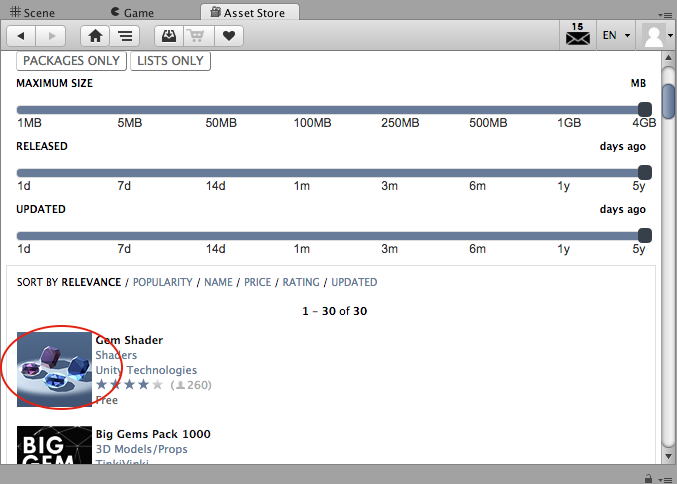 Scene Game Asset Store
15
EN
PACKAGES ONLY LISTS ONLY
MAXIMUM SIZE MB
1MB 5MB 50MB 100MB 250MB 500MB 1GB 4GB
RELEASED days ago
1d 7d 14d 1m 3m 6m 1y 5y
UPDATED days ago
1d 7d 14d 1m 3m 6m 1y 5y
SORT BY RELEVANCE / POPULARITY / NAME / PRICE / RATING / UPDATED
1 – 30 of 30
Gem Shader
Shaders
Unity Technologies
★★★★★ (260)
Free
BIG
GEM
Big Gems Pack 1000
3D Models/Props
TinkiVinki